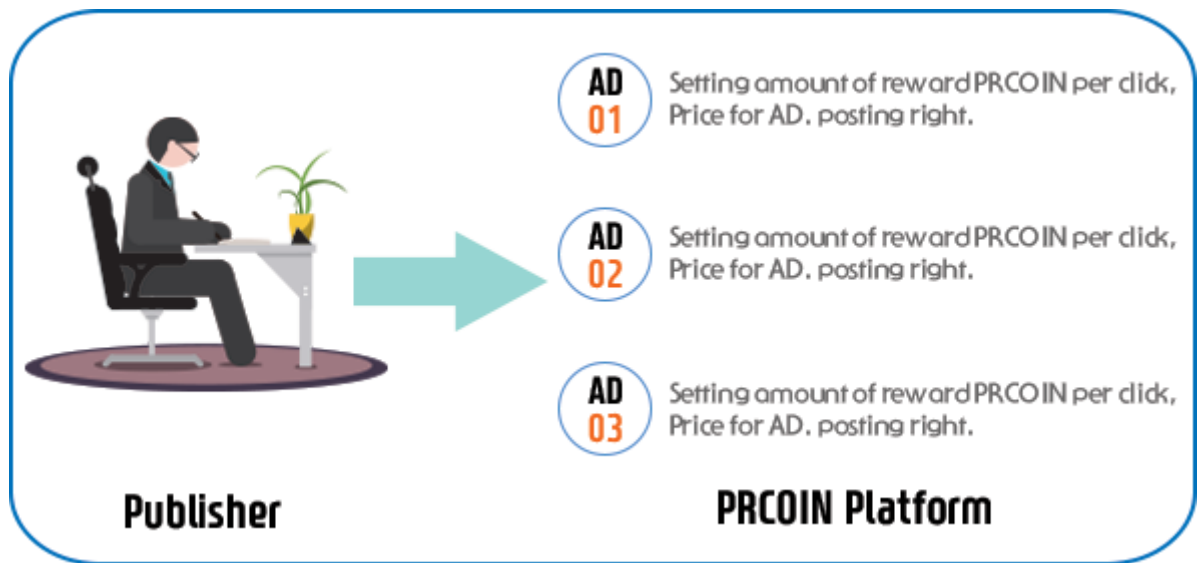 AD
01
Setting amount of reward PRCOIN per click,
Price for AD. posting right.
AD
02
Setting amount of reward PRCOIN per click,
Price for AD. posting right.
AD
03
Setting amount of reward PRCOIN per click,
Price for AD. posting right.
Publisher
PRCOIN Platform